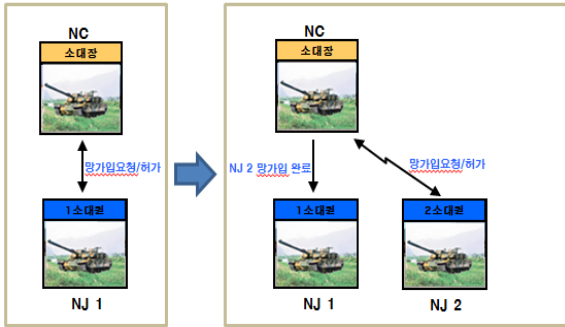 NC
소대장
망가입요청/허가
1소대원
NJ 1
NC
소대장
NJ 2 망가입 완료
망가입요청/허가
1소대원
2소대원
NJ 1
NJ 2